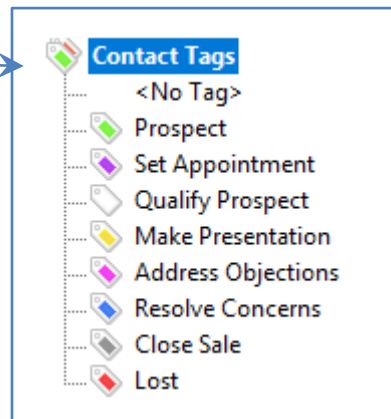 Contact Tags
<No Tag>
Prospect
Set Appointment
Qualify Prospect
Make Presentation
Address Objections
Resolve Concerns
Close Sale
Lost